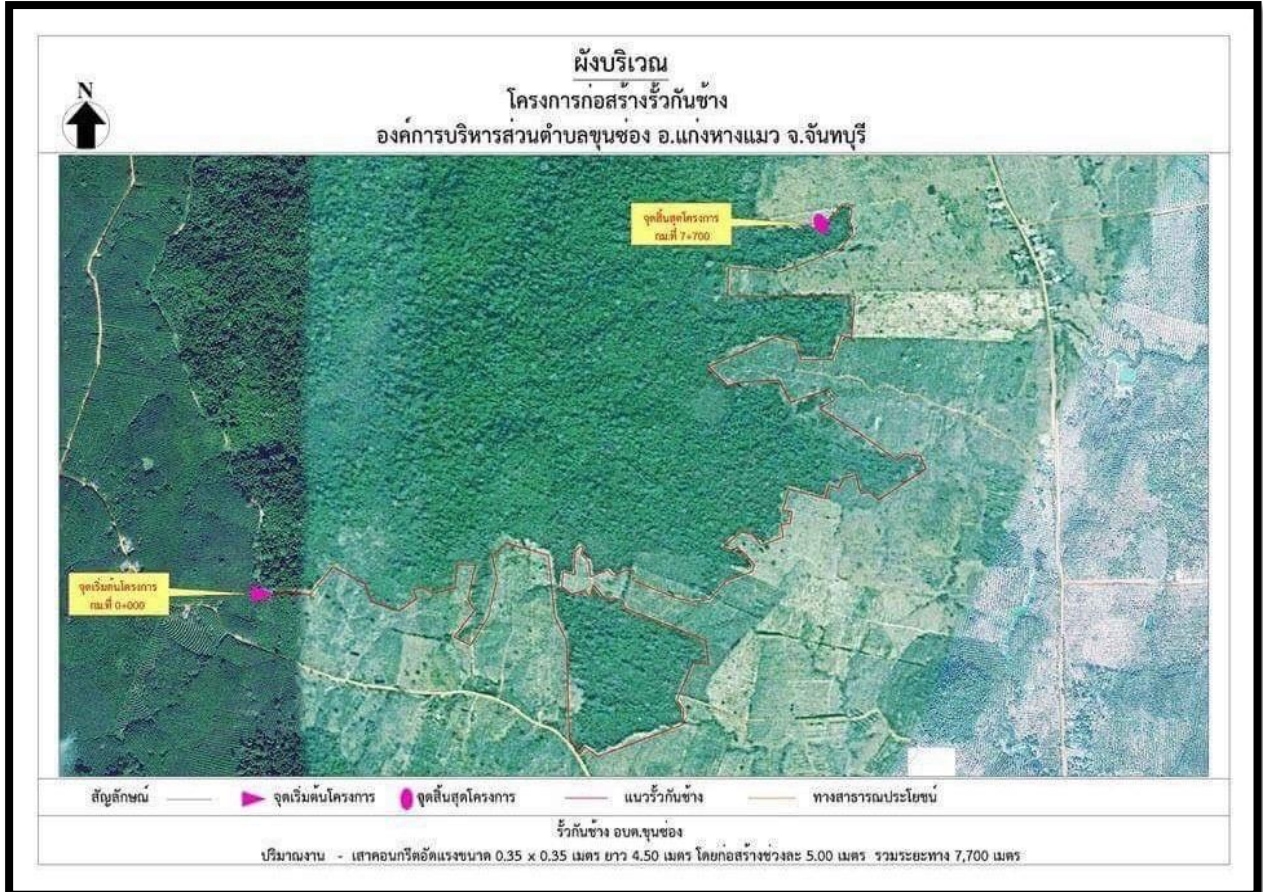 ผังบริเวณ
โครงการก่อสร้างรั้วกันช้าง
องค์การบริหารส่วนตำบลขุนซ่อง อ.แก่งหางแมว จ.จันทบุรี
N
จุดสิ้นสุดโครงการ
กม.ที่ 7+700
จุดเริ่มต้นโครงการ
กม.ที่ 0+000
สัญลักษณ์ จุดเริ่มต้นโครงการ จุดสิ้นสุดโครงการ แนวรั้วกันช้าง ทางสาธารณประโยชน์
รั้วกันช้าง อบต.ขุนซ่อง
ปริมาณงาน - เสาคอนกรีตอัดแรงขนาด 0.35 x 0.35 เมตร ยาว 4.50 เมตร โดยก่อสร้างช่วงละ 5.00 เมตร รวมระยะทาง 7,700 เมตร